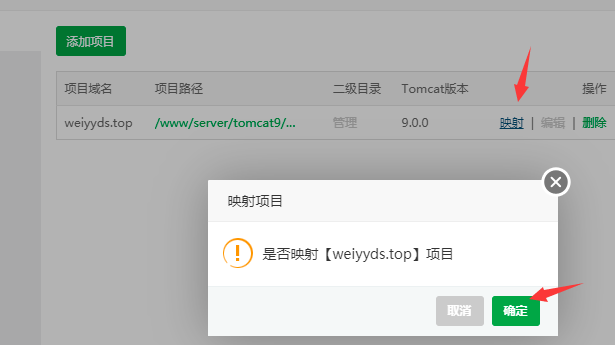 添加项目
项目域名 项目路径 二级目录 Tomcat版本 操作
weiyyds.top /www/server/tomcat9/... 管理 9.0.0 映射 | 编辑 | 删除
映射项目
是否映射【weiyyds.top】项目
取消 确定